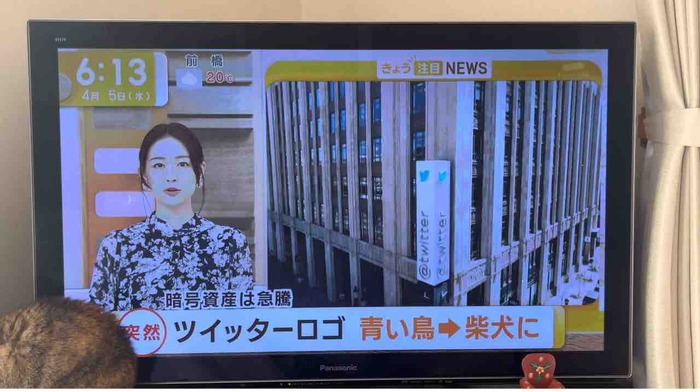 6:13
4月 5日(水)
前橋
20℃
きょう注目NEWS
@twitter
@twitter
暗号資産は急騰
突然
ツイッターロゴ 青い鳥➡柴犬に
Panasonic